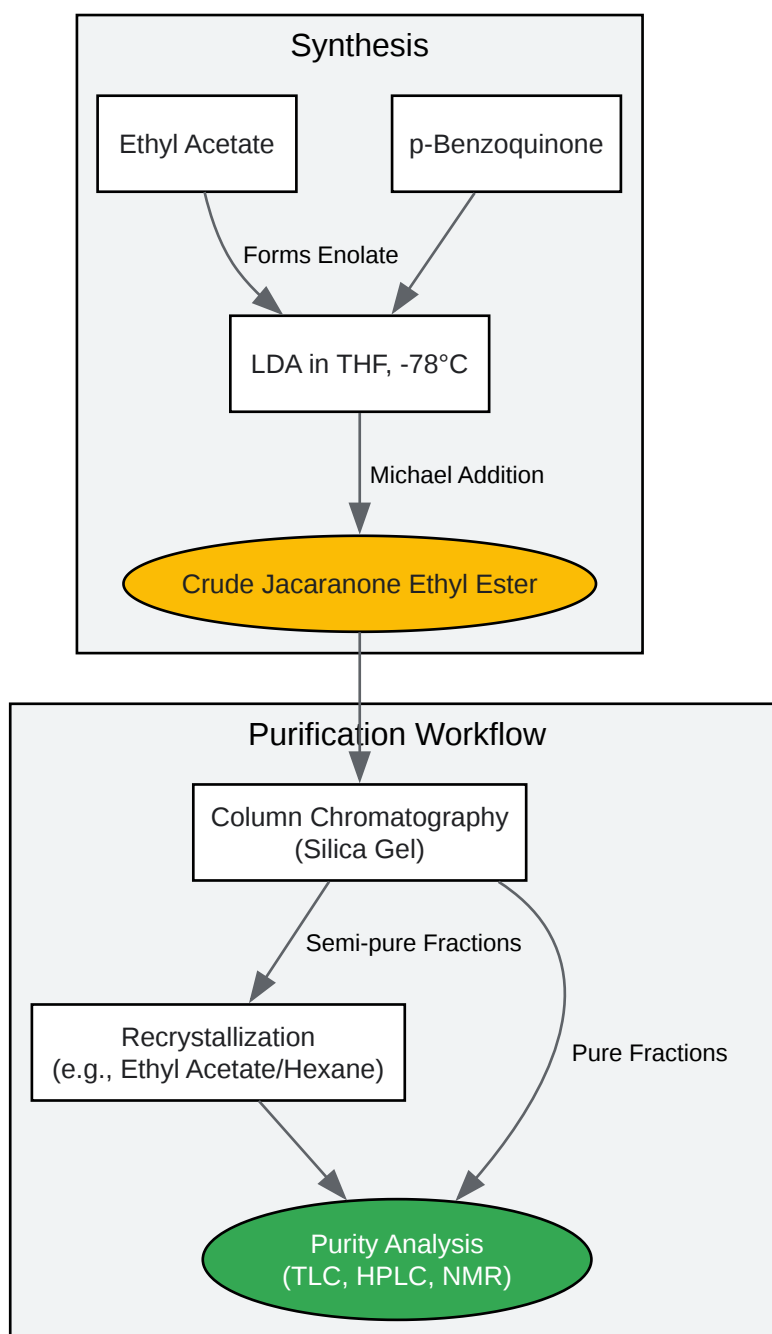 Synthesis
Ethyl Acetate
p-Benzoquinone
Forms Enolate
LDA in THF, -78°C
Michael Addition
Crude Jacaranone Ethyl Ester
Purification Workflow
Column Chromatography
(Silica Gel)
Semi-pure Fractions
Recrystallization
(e.g., Ethyl Acetate/Hexane)
Pure Fractions
Purity Analysis
(TLC, HPLC, NMR)